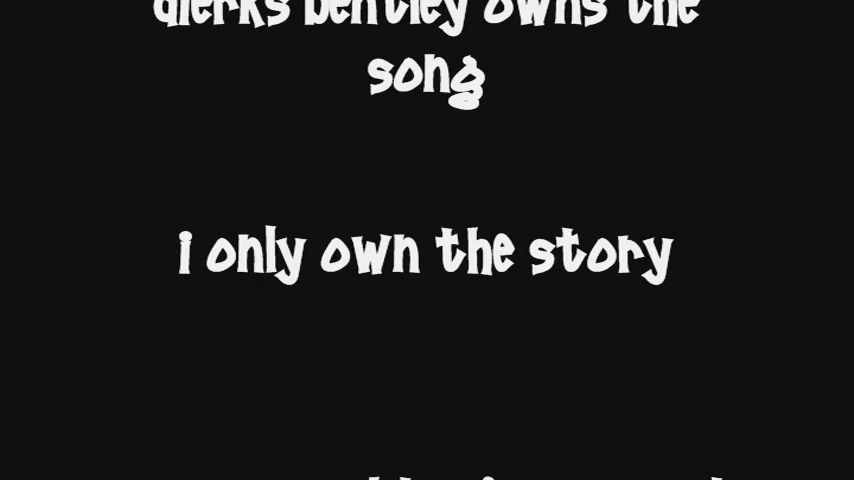 dierks bentley owns the
song
i only own the story